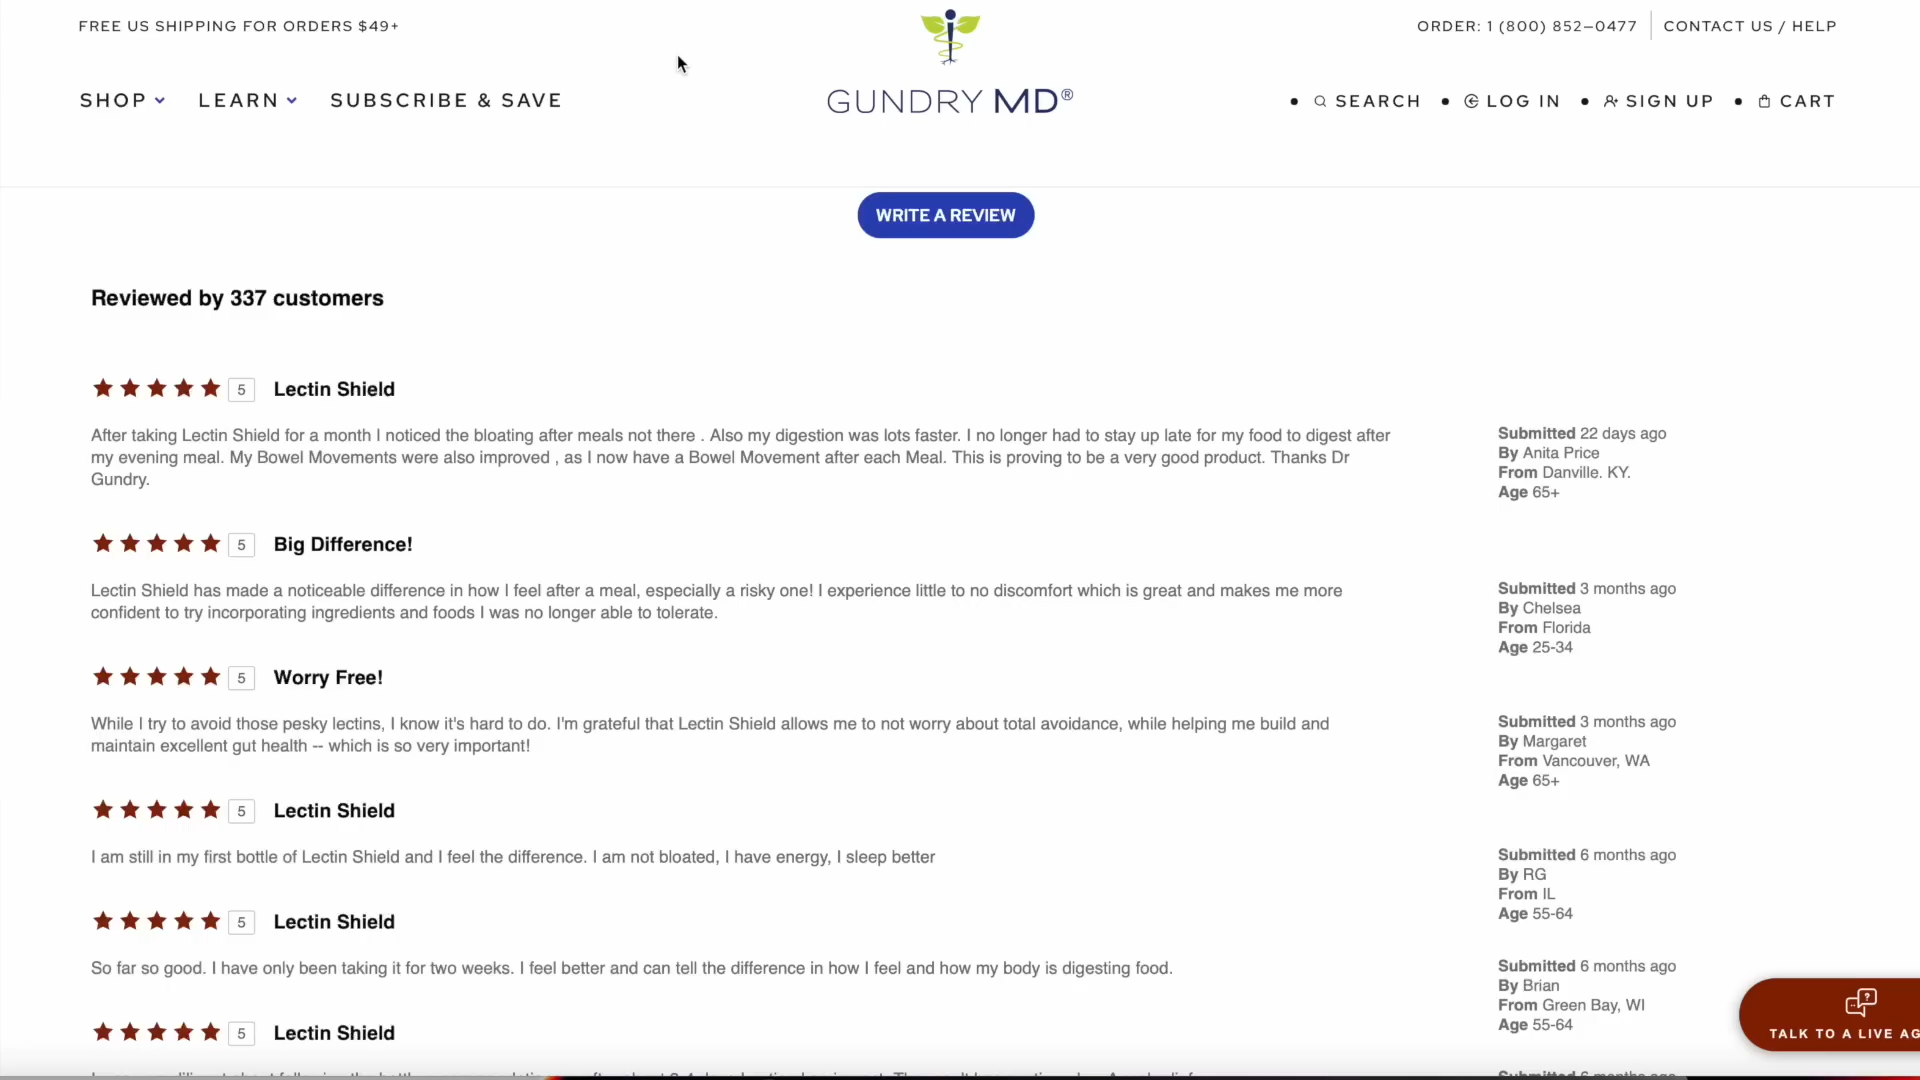 FREE US SHIPPING FOR ORDERS $49+
ORDER: 1 (800) 852–0477
CONTACT US / HELP
SHOP
LEARN
SUBSCRIBE & SAVE
GUNDRY MD®
SEARCH
LOG IN
SIGN UP
CART
WRITE A REVIEW
Reviewed by 337 customers
5
Lectin Shield
After taking Lectin Shield for a month I noticed the bloating after meals not there . Also my digestion was lots faster. I no longer had to stay up late for my food to digest after
my evening meal. My Bowel Movements were also improved , as I now have a Bowel Movement after each Meal. This is proving to be a very good product. Thanks Dr
Gundry.
Submitted 22 days ago
By Anita Price
From Danville. KY.
Age 65+
5
Big Difference!
Lectin Shield has made a noticeable difference in how I feel after a meal, especially a risky one! I experience little to no discomfort which is great and makes me more
confident to try incorporating ingredients and foods I was no longer able to tolerate.
Submitted 3 months ago
By Chelsea
From Florida
Age 25-34
5
Worry Free!
While I try to avoid those pesky lectins, I know it's hard to do. I'm grateful that Lectin Shield allows me to not worry about total avoidance, while helping me build and
maintain excellent gut health -- which is so very important!
Submitted 3 months ago
By Margaret
From Vancouver, WA
Age 65+
5
Lectin Shield
I am still in my first bottle of Lectin Shield and I feel the difference. I am not bloated, I have energy, I sleep better
Submitted 6 months ago
By RG
From IL
Age 55-64
5
Lectin Shield
So far so good. I have only been taking it for two weeks. I feel better and can tell the difference in how I feel and how my body is digesting food.
Submitted 6 months ago
By Brian
From Green Bay, WI
Age 55-64
5
Lectin Shield
TALK TO A LIVE AG
Submitted 6 months ago